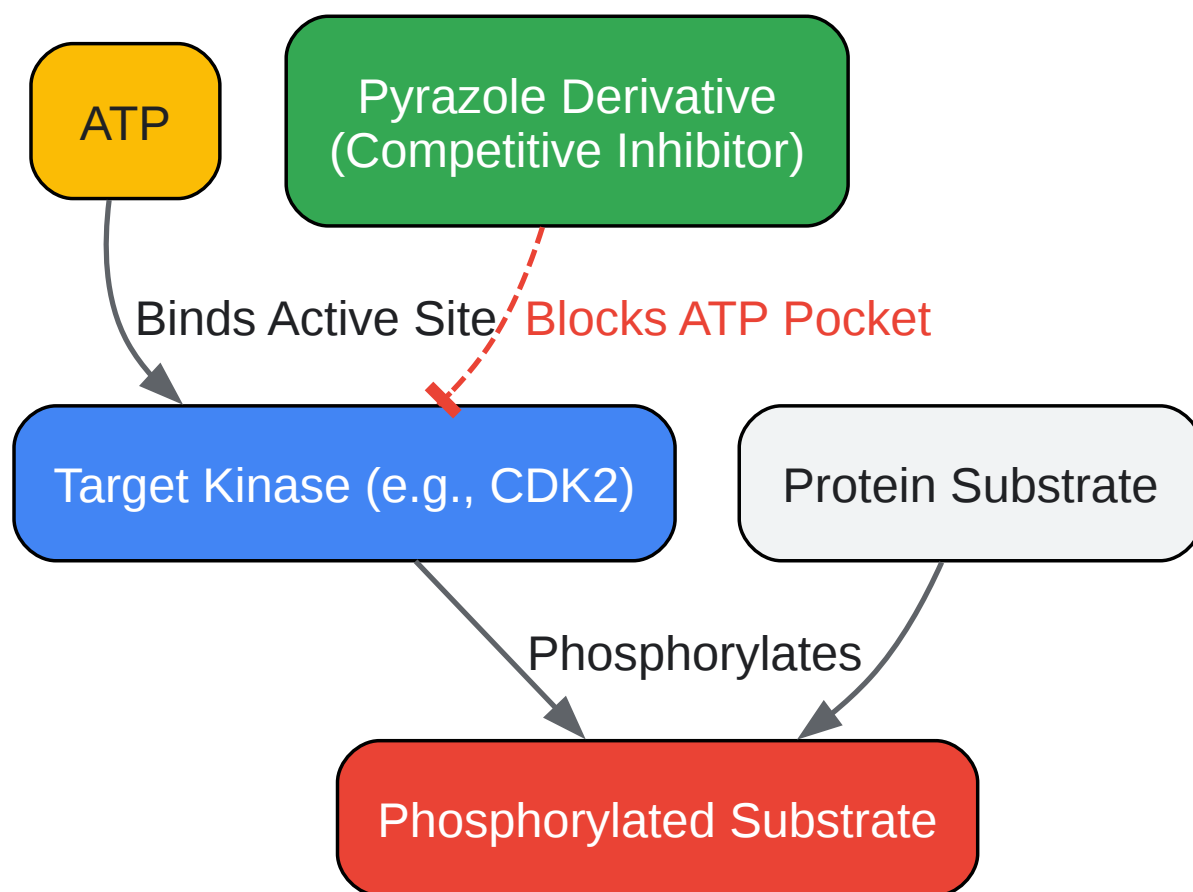 ATP
Pyrazole Derivative
(Competitive Inhibitor)
Binds Active Site
Blocks ATP Pocket
Target Kinase (e.g., CDK2)
Protein Substrate
Phosphorylates
Phosphorylated Substrate